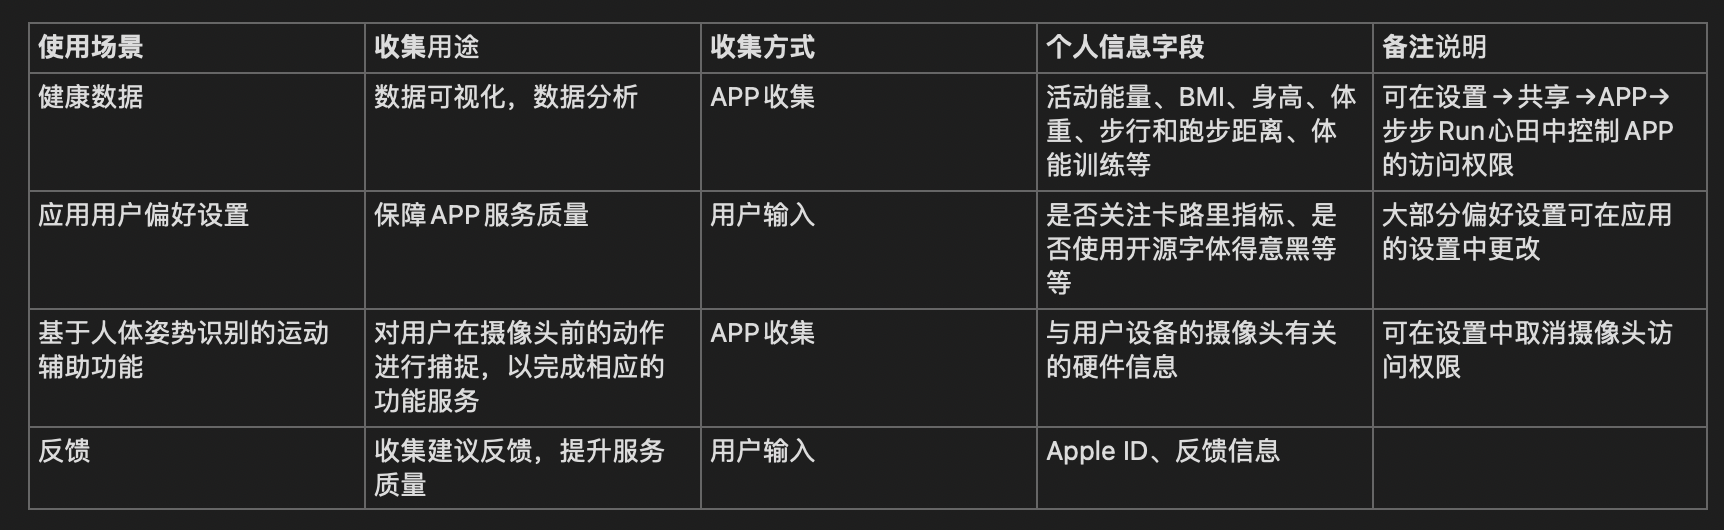 使用场景 收集用途 收集方式 个人信息字段 备注说明
健康数据 数据可视化，数据分析 APP收集 活动能量、BMI、身高、体
重、步行和跑步距离、体
能训练等 可在设置→共享→APP→
步步Run心田中控制APP
的访问权限
应用用户偏好设置 保障APP服务质量 用户输入 是否关注卡路里指标、是
否使用开源字体得意黑等
等 大部分偏好设置可在应用
的设置中更改
基于人体姿势识别的运动
辅助功能 对用户在摄像头前的动作
进行捕捉，以完成相应的
功能服务 APP收集 与用户设备的摄像头有关
的硬件信息 可在设置中取消摄像头访
问权限
反馈 收集建议反馈，提升服务
质量 用户输入 Apple ID、反馈信息